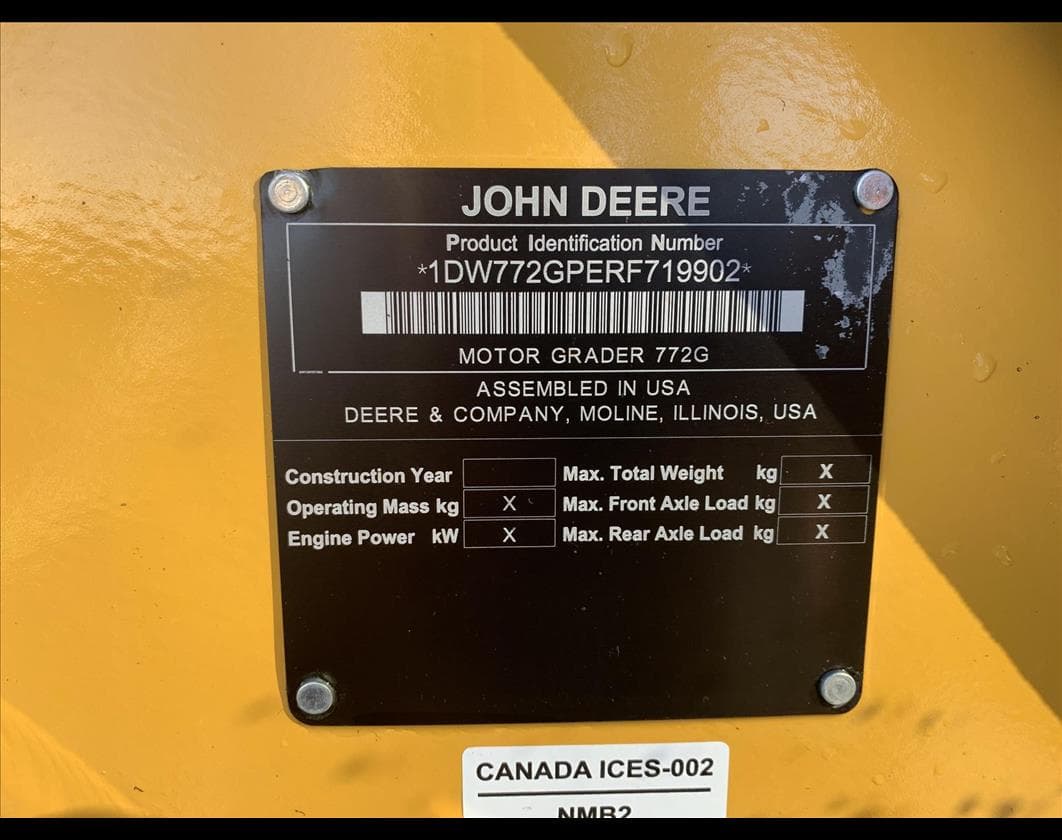 JOHN DEERE
Product Identification Number
*1DW772GPERF719902*
MOTOR GRADER 772G
ASSEMBLED IN USA
DEERE & COMPANY, MOLINE, ILLINOIS, USA
Construction Year Max. Total Weight kg X
Operating Mass kg X Max. Front Axle Load kg X
Engine Power kW X Max. Rear Axle Load kg X
CANADA ICES-002
NMB2